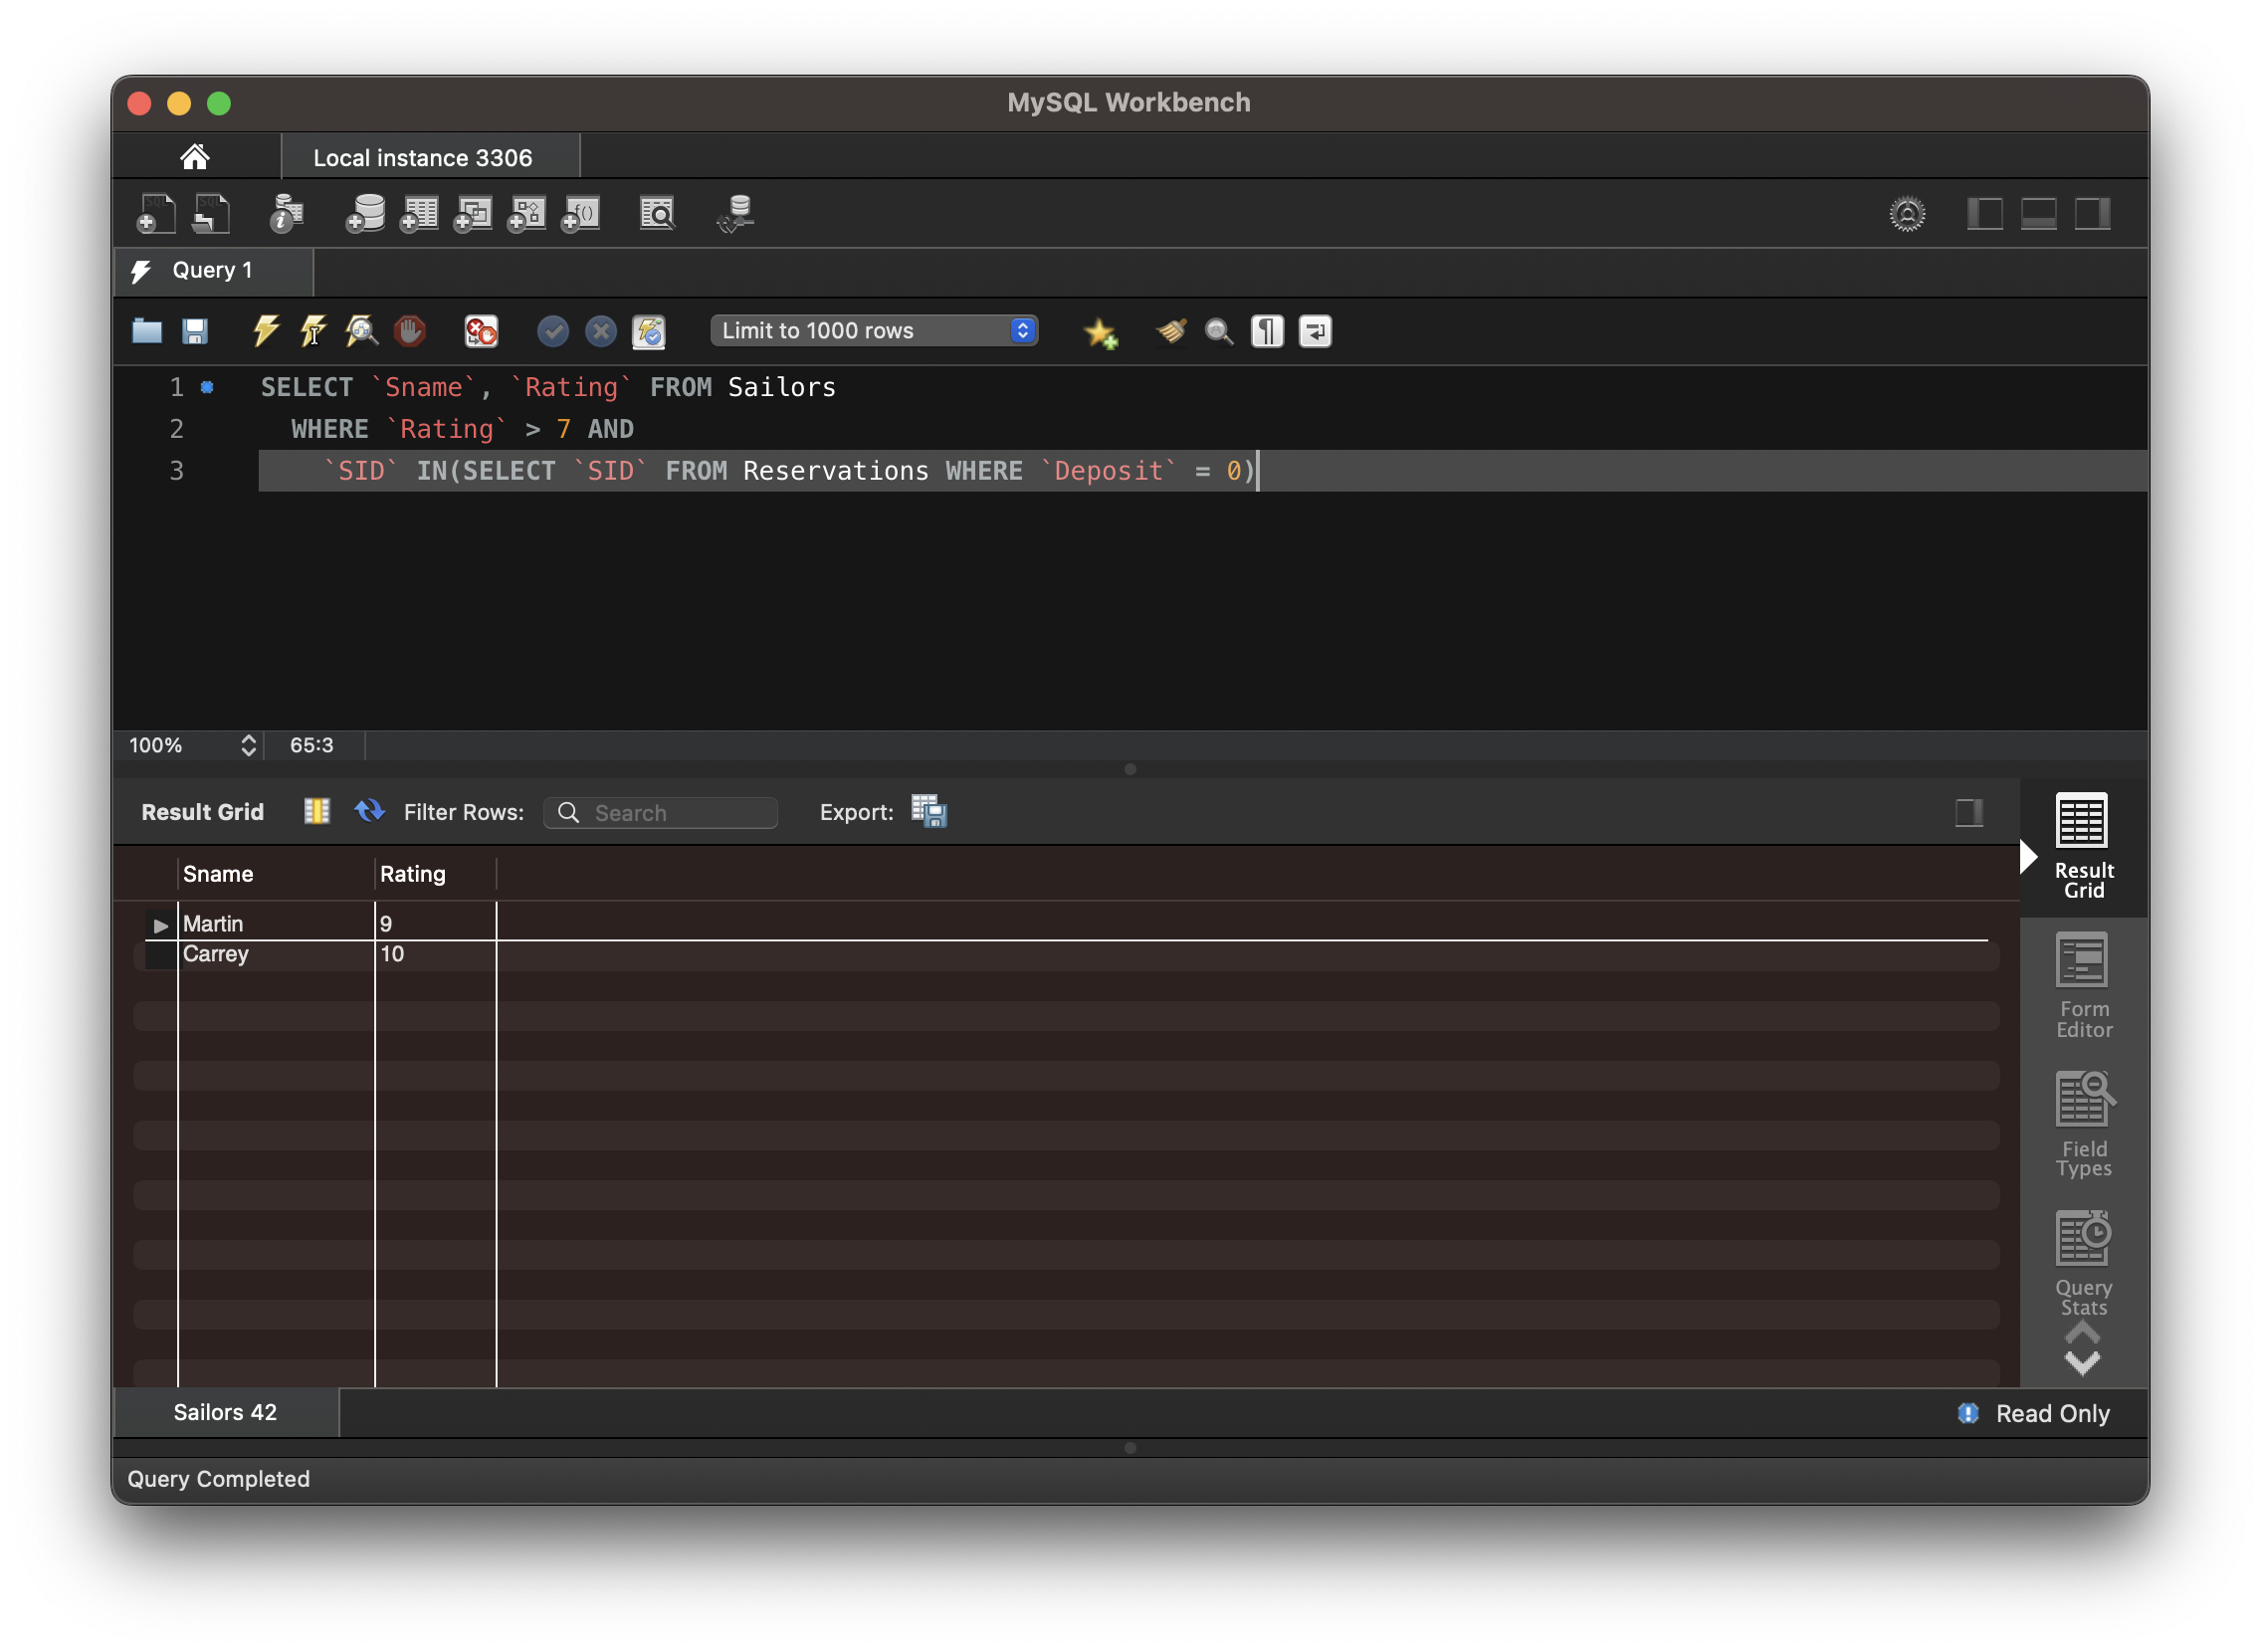 MySQL Workbench
Local instance 3306
Query 1
Limit to 1000 rows
1 SELECT `Sname`, `Rating` FROM Sailors
2 WHERE `Rating` > 7 AND
3 `SID` IN(SELECT `SID` FROM Reservations WHERE `Deposit` = 0)
100% 65:3
Result Grid Filter Rows: Search Export:
Sname Rating
Martin 9
Carrey 10
Result
Grid
Form
Editor
Field
Types
Query
Stats
Sailors 42 Read Only
Query Completed